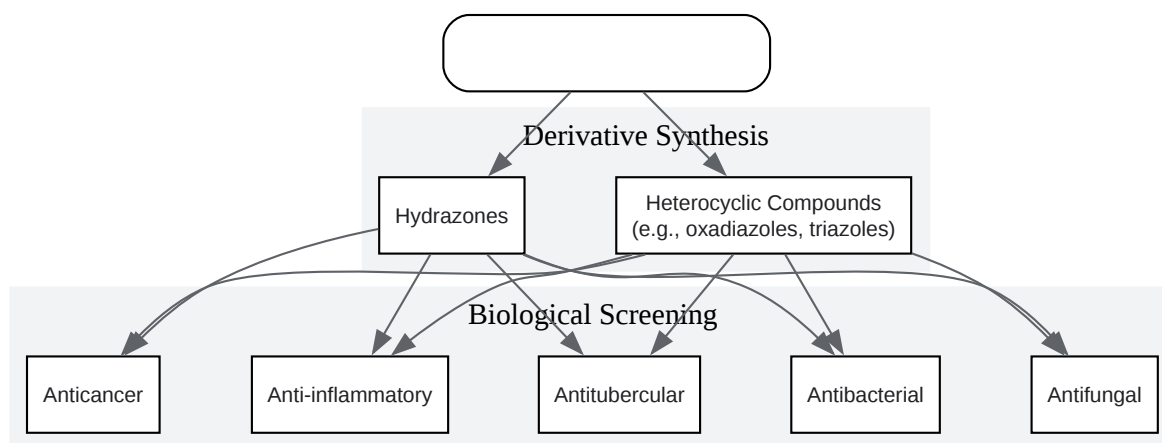 Derivative Synthesis
Hydrazones
Heterocyclic Compounds
(e.g., oxadiazoles, triazoles)
Biological Screening
Anticancer
Anti-inflammatory
Antitubercular
Antibacterial
Antifungal